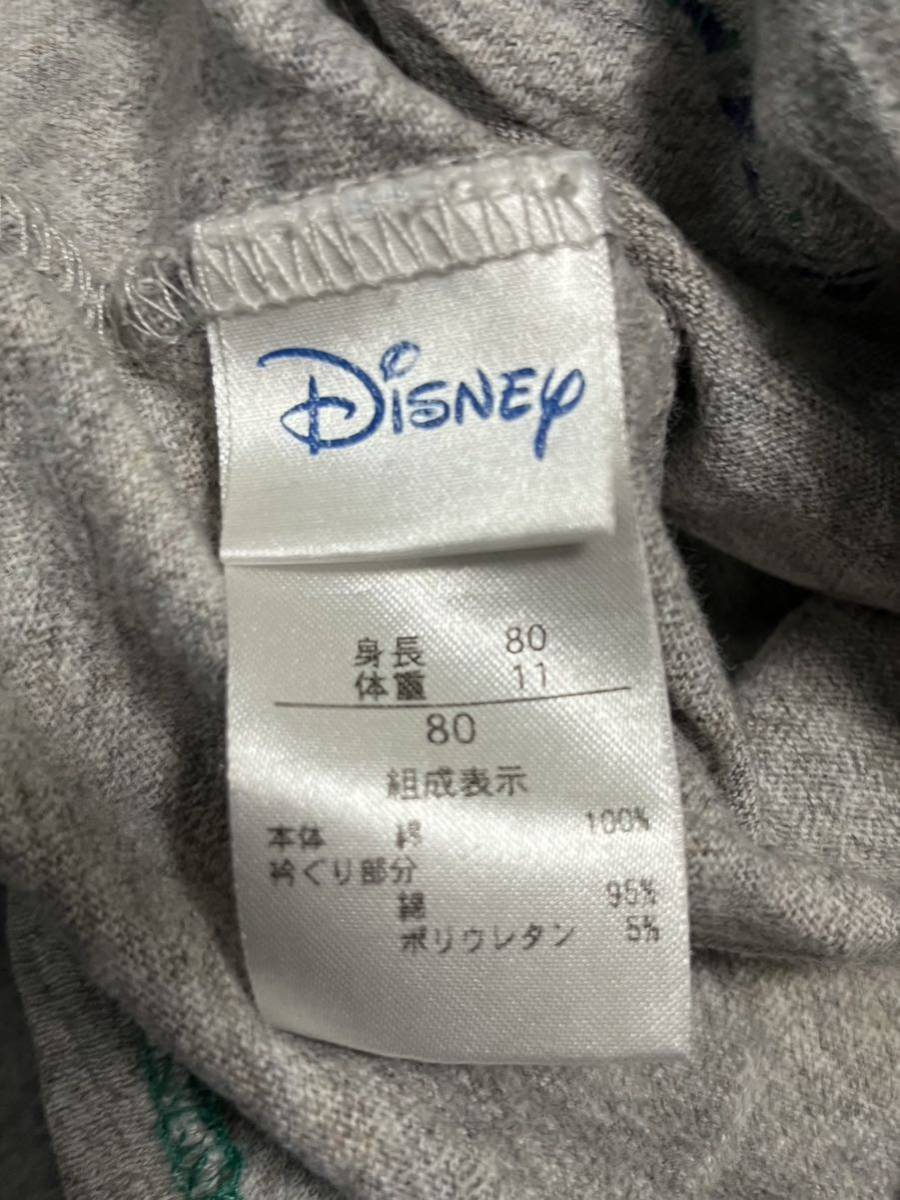 Disney
身長 80
体重 11
80
組成表示
本体 綿 100%
衿ぐり部分
綿 95%
ポリウレタン 5%